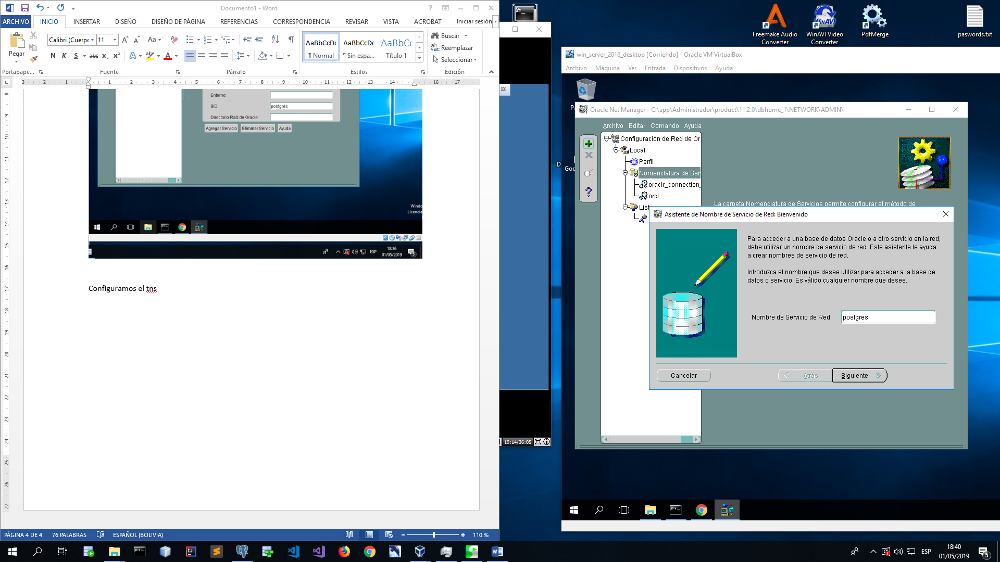 Documento1 - Word
ARCHIVO
INICIO
INSERTAR
DISEÑO
DISEÑO DE PÁGINA
REFERENCIAS
CORRESPONDENCIA
REVISAR
VISTA
ACROBAT
Iniciar sesión
Pegar
Calibri (Cuerpo
11
AaBbCcDc
¶ Normal
AaBbCcDc
¶ Sin espa...
AaBbCc
Título 1
Buscar
Reemplazar
Seleccionar
Portapape...
Fuente
Párrafo
Estilos
Edición
Entorno:
SID: postgres
Directorio Raíz de Oracle:
Agregar Servicio
Eliminar Servicio
Ayuda
Windo
Licencia
ESP
18:36
01/05/2019
Configuramos el tns
PÁGINA 4 DE 4
76 PALABRAS
ESPAÑOL (BOLIVIA)
110 %
19:14/36:05
Freemake Audio Converter
WinAVI Video Converter
PdfMerge
paswords.txt
win_server_2016_desktop [Corriendo] - Oracle VM VirtualBox
Archivo Máquina Ver Entrada Dispositivos Ayuda
Goo
Oracle Net Manager - C:\app\Administrador\product\11.2.0\dbhome_1\NETWORK\ADMIN\
Archivo Editar Comando Ayuda
Configuración de Red de Or
Local
Perfil
Nomenclatura de Ser
oraclr_connection_
orcl
List
La carpeta Nomenclatura de Servicios permite configurar el método de
Asistente de Nombre de Servicio de Red: Bienvenido
Para acceder a una base de datos Oracle o a otro servicio en la red,
debe utilizar un nombre de servicio de red. Este asistente le ayuda
a crear nombres de servicio de red.
Introduzca el nombre que desee utilizar para acceder a la base de
datos o servicio. Es válido cualquier nombre que desee.
Nombre de Servicio de Red: postgres
Cancelar
Atrás
Siguiente
ESP
18:40
01/05/2019
5